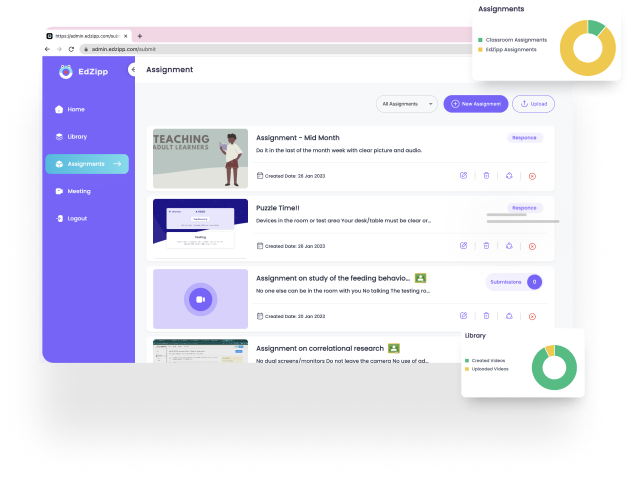 Assignments
Classroom Assignments
EdZipp Assignments
https://admin.edzipp.com/su
admin.edzipp.com/submit
EdZipp
Assignment
Home
Library
Assignments
Meeting
Logout
All Assignments
New Assignment
Upload
TEACHING
ADULT LEARNERS
Assignment - Mid Month
Responce
Do it in the last of the month week with clear picture and audio.
Created Date: 26 Jan 2023
Puzzle Time!!
Responce
Devices in the room or test area Your desk/table must be clear or...
Created Date: 26 Jan 2023
Assignment on study of the feeding behavio...
Submissions 0
No one else can be in the room with you No talking The testing ro...
Created Date: 20 Jan 2023
Assignment on correlational research
No dual screens/monitors Do not leave the camera No use of ad...
Library
Created Videos
Uploaded Videos